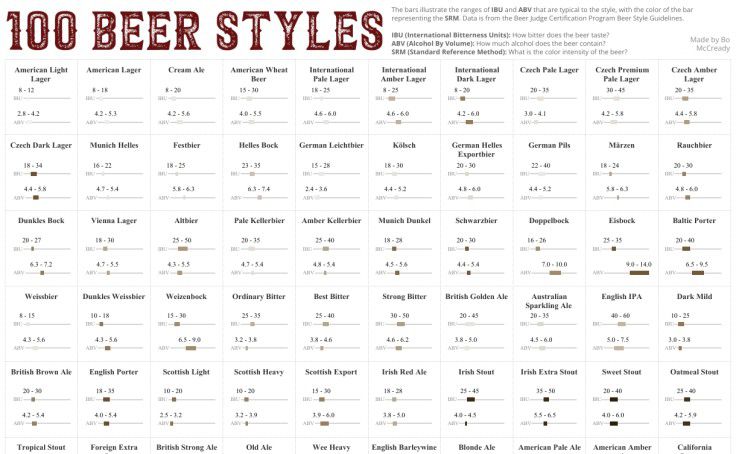 100 BEER STYLES
The bars illustrate the ranges of IBU and ABV that are typical to the style, with the color of the bar
representing the SRM. Data is from the Beer Judge Certification Program Beer Style Guidelines.
IBU (International Bitterness Units): How bitter does the beer taste?
ABV (Alcohol By Volume): How much alcohol does the beer contain?
SRM (Standard Reference Method): What is the color intensity of the beer?
Made by Bo
McCready
American Light Lager
8 - 12
IBU
2.8 - 4.2
ABV
American Lager
8 - 18
IBU
4.2 - 5.3
ABV
Cream Ale
8 - 20
IBU
4.2 - 5.6
ABV
American Wheat Beer
15 - 30
IBU
4.0 - 5.5
ABV
International Pale Lager
18 - 25
IBU
4.6 - 6.0
ABV
International Amber Lager
8 - 25
IBU
4.6 - 6.0
ABV
International Dark Lager
8 - 20
IBU
4.2 - 6.0
ABV
Czech Pale Lager
20 - 35
IBU
3.0 - 4.1
ABV
Czech Premium Pale Lager
30 - 45
IBU
4.2 - 5.8
ABV
Czech Amber Lager
20 - 35
IBU
4.4 - 5.8
ABV
Czech Dark Lager
18 - 34
IBU
4.4 - 5.8
ABV
Munich Helles
16 - 22
IBU
4.7 - 5.4
ABV
Festbier
18 - 25
IBU
5.8 - 6.3
ABV
Helles Bock
23 - 35
IBU
6.3 - 7.4
ABV
German Leichtbier
15 - 28
IBU
2.4 - 3.6
ABV
Kölsch
18 - 30
IBU
4.4 - 5.2
ABV
German Helles Exportbier
20 - 30
IBU
4.8 - 6.0
ABV
German Pils
22 - 40
IBU
4.4 - 5.2
ABV
Märzen
18 - 24
IBU
5.8 - 6.3
ABV
Rauchbier
20 - 30
IBU
4.8 - 6.0
ABV
Dunkles Bock
20 - 27
IBU
6.3 - 7.2
ABV
Vienna Lager
18 - 30
IBU
4.7 - 5.5
ABV
Altbier
25 - 50
IBU
4.3 - 5.5
ABV
Pale Kellerbier
20 - 35
IBU
4.7 - 5.4
ABV
Amber Kellerbier
25 - 40
IBU
4.8 - 5.4
ABV
Munich Dunkel
18 - 28
IBU
4.5 - 5.6
ABV
Schwarzbier
20 - 30
IBU
4.4 - 5.4
ABV
Doppelbock
16 - 26
IBU
7.0 - 10.0
ABV
Eisbock
25 - 35
IBU
9.0 - 14.0
ABV
Baltic Porter
20 - 40
IBU
6.5 - 9.5
ABV
Weissbier
8 - 15
IBU
4.3 - 5.6
ABV
Dunkles Weissbier
10 - 18
IBU
4.3 - 5.6
ABV
Weizenbock
15 - 30
IBU
6.5 - 9.0
ABV
Ordinary Bitter
25 - 35
IBU
3.2 - 3.8
ABV
Best Bitter
25 - 40
IBU
3.8 - 4.6
ABV
Strong Bitter
30 - 50
IBU
4.6 - 6.2
ABV
British Golden Ale
20 - 45
IBU
3.8 - 5.0
ABV
Australian Sparkling Ale
20 - 35
IBU
4.5 - 6.0
ABV
English IPA
40 - 60
IBU
5.0 - 7.5
ABV
Dark Mild
10 - 25
IBU
3.0 - 3.8
ABV
British Brown Ale
20 - 30
IBU
4.2 - 5.4
ABV
English Porter
18 - 35
IBU
4.0 - 5.4
ABV
Scottish Light
10 - 20
IBU
2.5 - 3.2
ABV
Scottish Heavy
10 - 20
IBU
3.2 - 3.9
ABV
Scottish Export
15 - 30
IBU
3.9 - 6.0
ABV
Irish Red Ale
18 - 28
IBU
3.8 - 5.0
ABV
Irish Stout
25 - 45
IBU
4.0 - 4.5
ABV
Irish Extra Stout
35 - 50
IBU
5.5 - 6.5
ABV
Sweet Stout
20 - 40
IBU
4.0 - 6.0
ABV
Oatmeal Stout
25 - 40
IBU
4.2 - 5.9
ABV
Tropical Stout
Foreign Extra
British Strong Ale
Old Ale
Wee Heavy
English Barleywine
Blonde Ale
American Pale Ale
American Amber
California